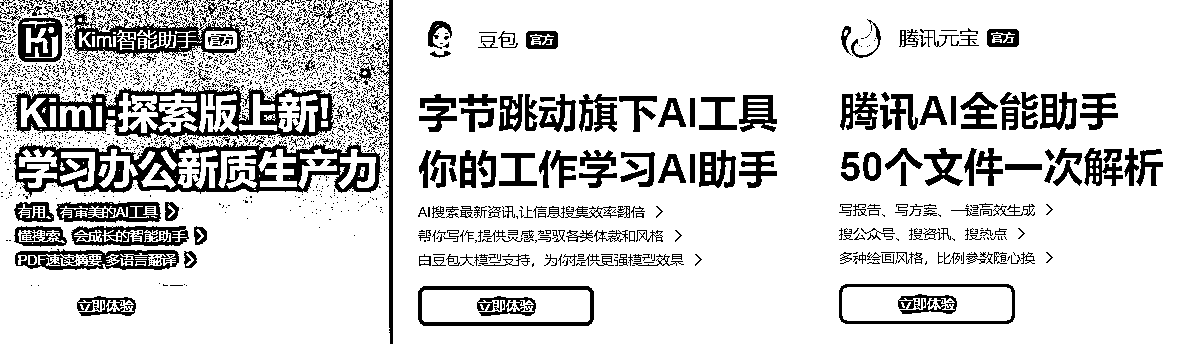 Kimi智能助手 官方
Kimi 探索版上新!
学习办公新质生产力
有用、有审美的AI工具 >
懂搜索、会成长的智能助手 >
PDF速读摘要 多语言翻译 >
立即体验
豆包 官方
字节跳动旗下AI工具
你的工作学习AI助手
AI搜索最新资讯,让信息搜集效率翻倍 >
帮你写作,提供灵感,驾驭各类体裁和风格 >
由豆包大模型支持，为你提供更强模型效果 >
立即体验
腾讯元宝 官方
腾讯AI全能助手
50个文件一次解析
写报告、写方案、一键高效生成 >
搜公众号、搜资讯、搜热点 >
多种绘画风格，比例参数随心换 >
立即体验